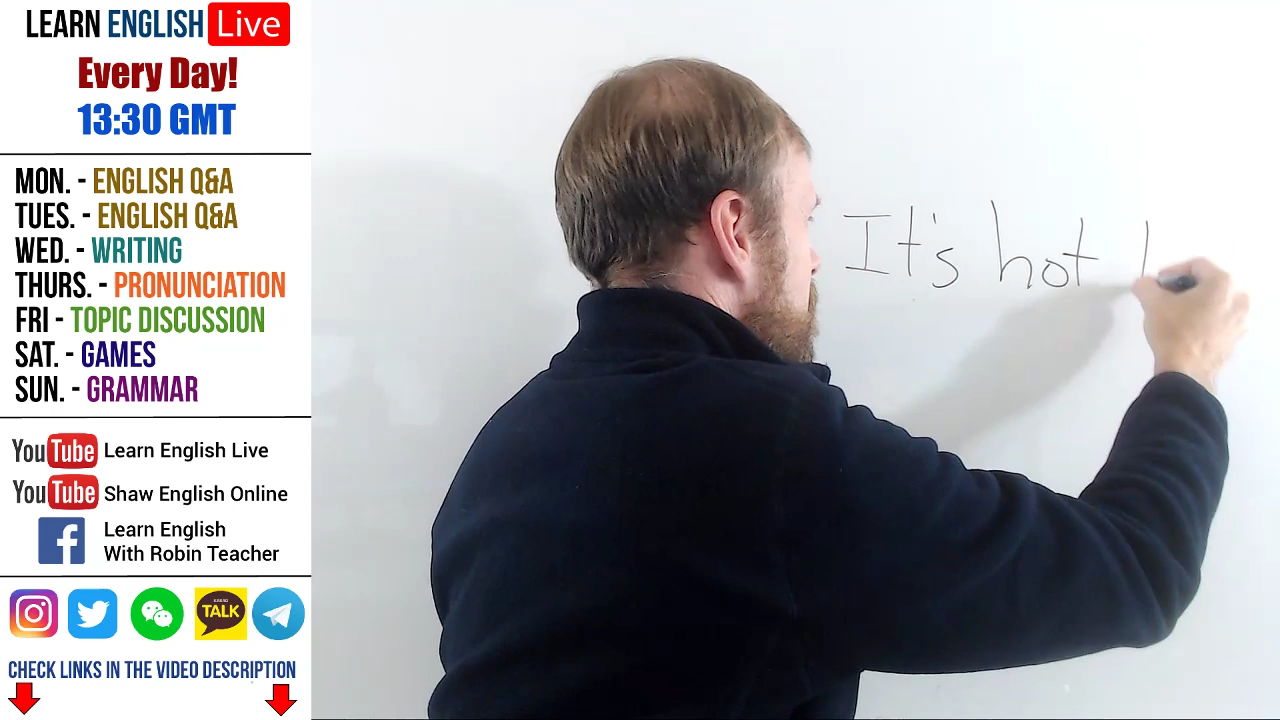 LEARN ENGLISH Live
Every Day!
13:30 GMT
MON. - ENGLISH Q&A
TUES. - ENGLISH Q&A
WED. - WRITING
THURS. - PRONUNCIATION
FRI - TOPIC DISCUSSION
SAT. - GAMES
SUN. - GRAMMAR
YouTube Learn English Live
YouTube Shaw English Online
f Learn English
With Robin Teacher
TALK
CHECK LINKS IN THE VIDEO DESCRIPTION
It's hot